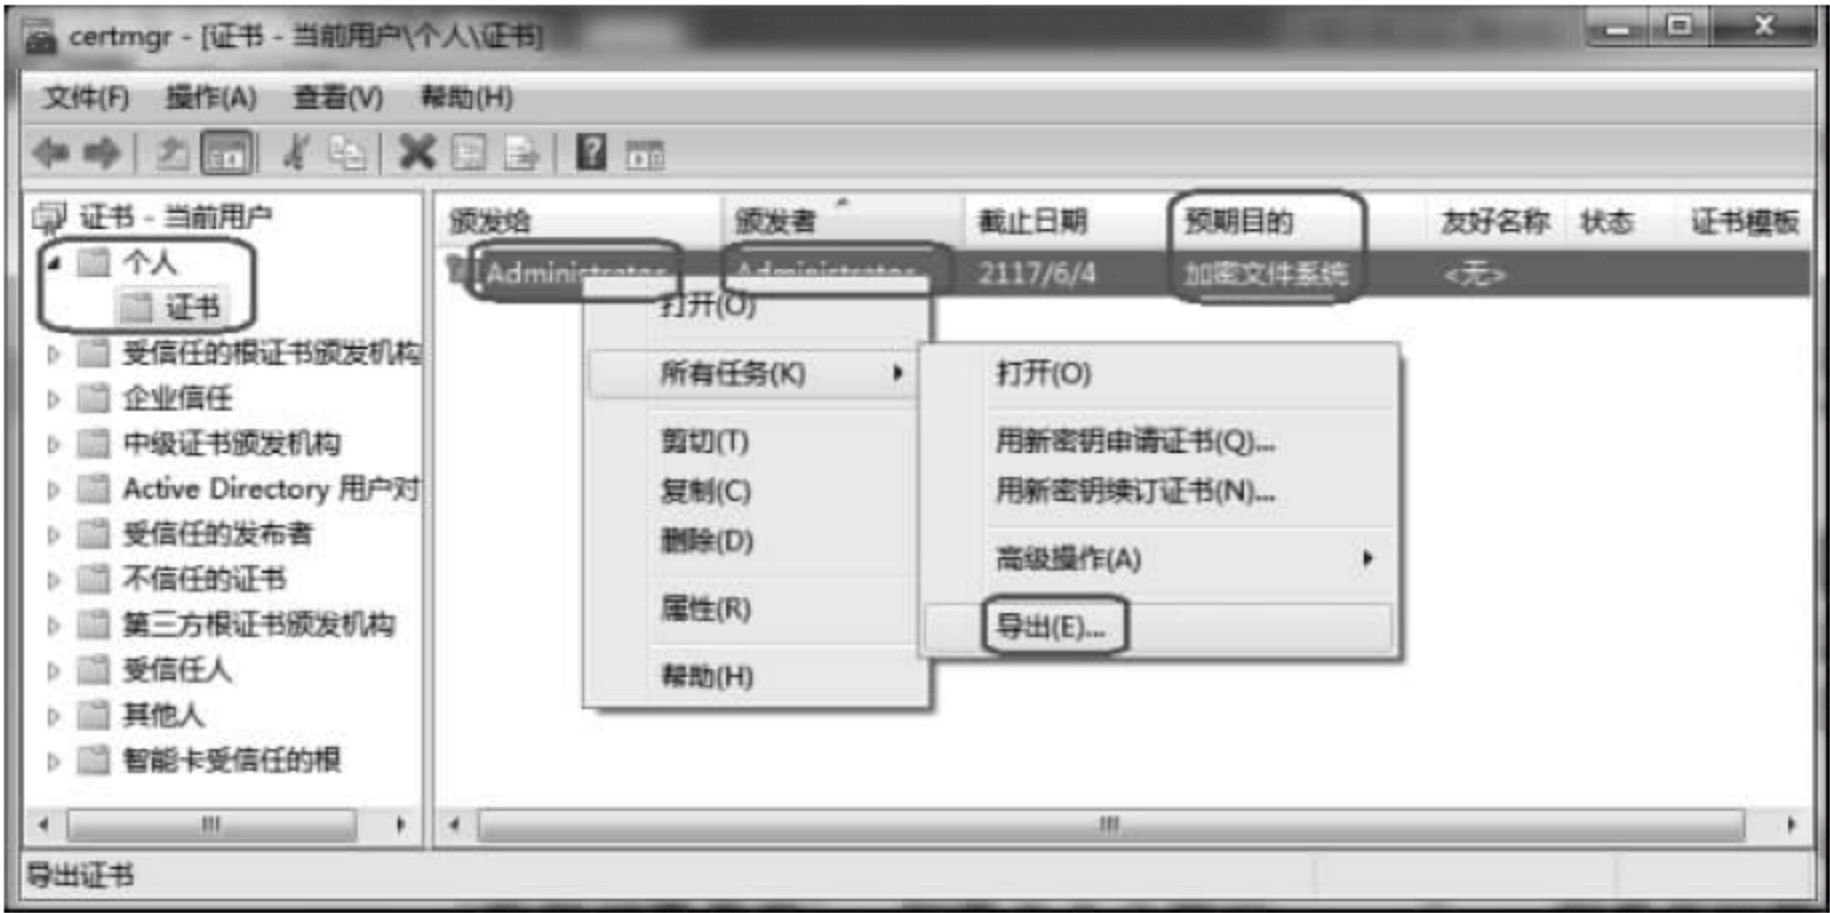 certmgr - [证书 - 当前用户\个人\证书]
文件(F) 操作(A) 查看(V) 帮助(H)
证书 - 当前用户
个人
证书
受信任的根证书颁发机构
企业信任
中级证书颁发机构
Active Directory 用户对
受信任的发布者
不信任的证书
第三方根证书颁发机构
受信任人
其他人
智能卡受信任的根
颁发给 颁发者 截止日期 预期目的 友好名称 状态 证书模板
Administrator Administrator 2117/6/4 加密文件系统 <无>
打开(O)
所有任务(K)
剪切(T)
复制(C)
删除(D)
属性(R)
帮助(H)
打开(O)
用新密钥申请证书(Q)...
用新密钥续订证书(N)...
高级操作(A)
导出(E)...
导出证书